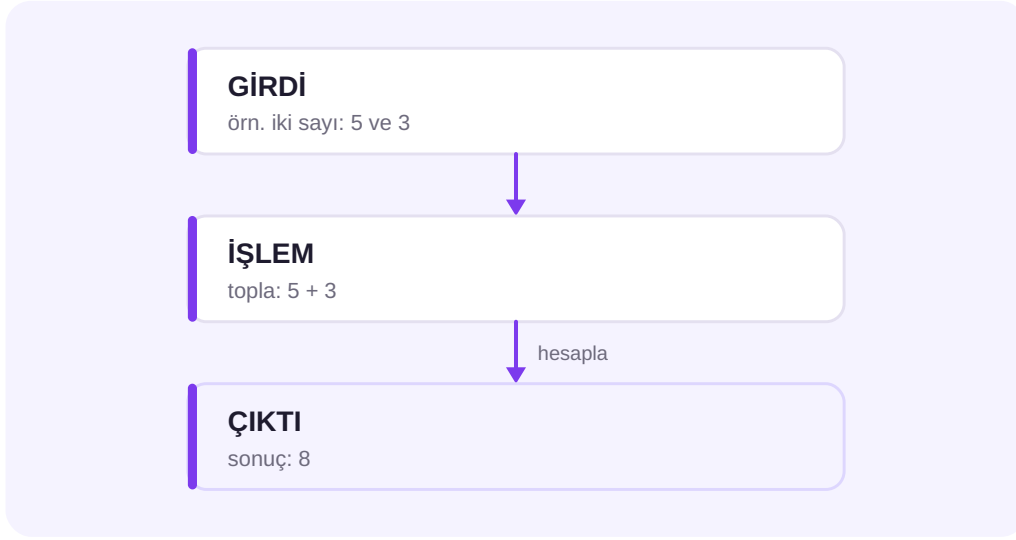 GİRDİ
örn. iki sayı: 5 ve 3
İŞLEM
topla: 5 + 3
hesapla
ÇIKTI
sonuç: 8